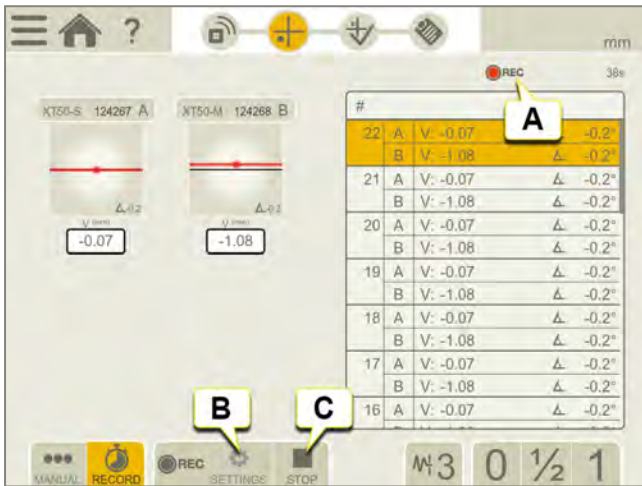 ?
mm
REC 38s
XT50-S 124267 A XT50-M 124268 B
#
A
22 A V: -0.07 -0.2°
B V: -1.08 -0.2°
21 A V: -0.07 -0.2°
B V: -1.08 -0.2°
20 A V: -0.07 -0.2°
B V: -1.08 -0.2°
19 A V: -0.07 -0.2°
B V: -1.08 -0.2°
18 A V: -0.07 -0.2°
B V: -1.08 -0.2°
17 A V: -0.07 -0.2°
B V: -1.08 -0.2°
16 A V: -0.07 -0.2°
-0.2 -0.2
V (mm) V (mm)
-0.07 -1.08
B C
MANUAL RECORD REC SETTINGS STOP 3 0 ½ 1